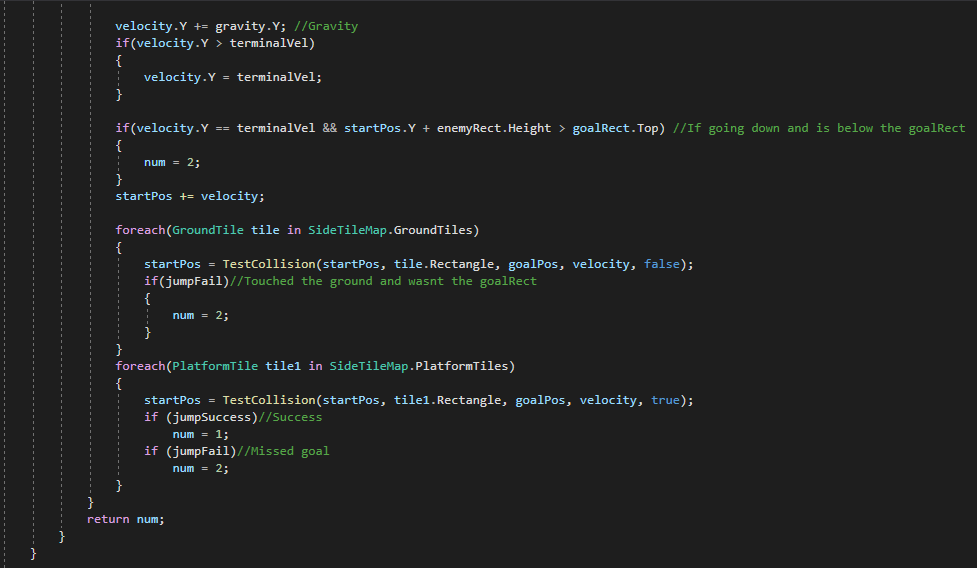 velocity.Y += gravity.Y; //Gravity
if(velocity.Y > terminalVel)
{
velocity.Y = terminalVel;
}
if(velocity.Y == terminalVel && startPos.Y + enemyRect.Height > goalRect.Top) //If going down and is below the goalRect
{
num = 2;
}
startPos += velocity;
foreach(GroundTile tile in SideTileMap.GroundTiles)
{
startPos = TestCollision(startPos, tile.Rectangle, goalPos, velocity, false);
if(jumpFail)//Touched the ground and wasnt the goalRect
{
num = 2;
}
}
foreach(PlatformTile tile1 in SideTileMap.PlatformTiles)
{
startPos = TestCollision(startPos, tile1.Rectangle, goalPos, velocity, true);
if (jumpSuccess)//Success
num = 1;
if (jumpFail)//Missed goal
num = 2;
}
}
return num;
}
}